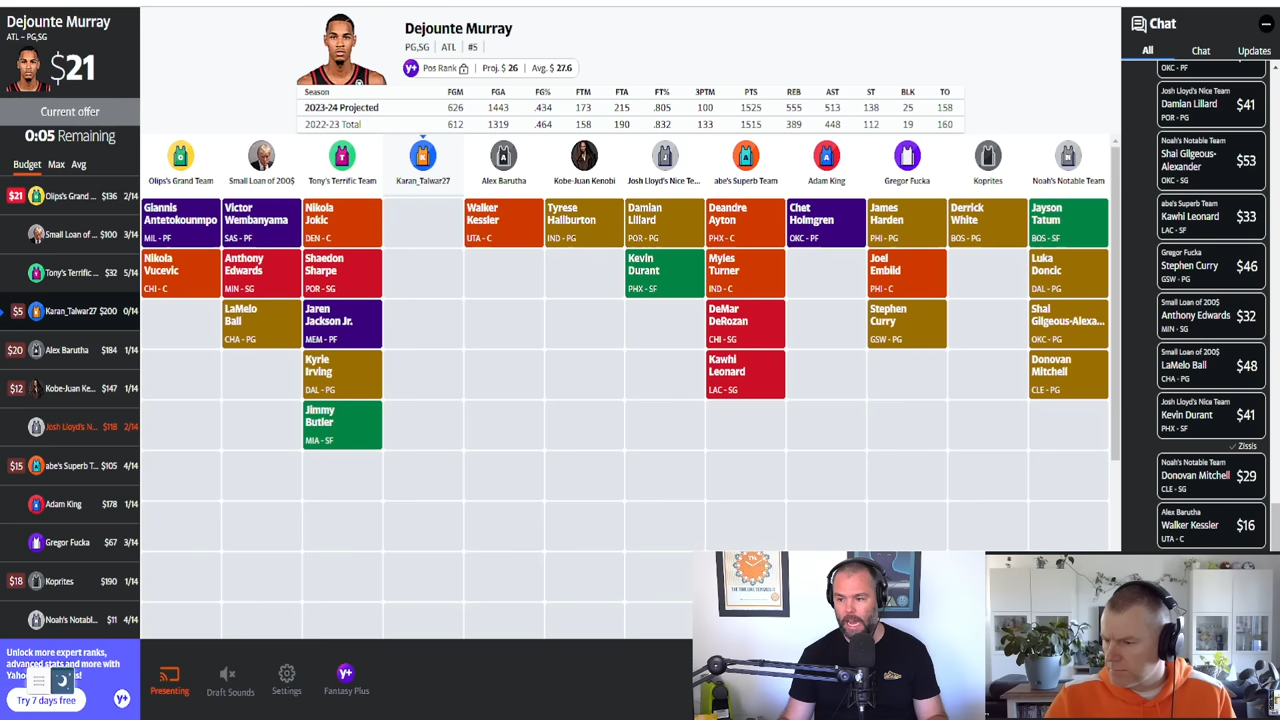 Dejounte Murray
ATL - PG,SG
$21
Current offer
0:05 Remaining
Budget Max Avg
$21 Olips's Grand ... $136 2/14
Small Loan of ... $100 3/14
Tony's Terrific ... $32 5/14
$5 Karan_Talwar27 $200 0/14
$20 Alex Barutha $184 1/14
$12 Kobe-Juan Ke... $147 1/14
Josh Lloyd's N... $118 2/14
$15 abe's Superb T... $105 4/14
Adam King $178 1/14
Gregor Fucka $67 3/14
$18 Koprites $190 1/14
Noah's Notabl... $11 4/14
Unlock more expert ranks,
advanced stats and more with
Try 7 days free
y+
Dejounte Murray
PG,SG ATL #5
y+ Pos Rank Proj. $ 26 Avg. $ 27.6
Season FGM FGA FG% FTM FTA FT% 3PTM PTS REB AST ST BLK TO
2023-24 Projected 626 1443 .434 173 215 .805 100 1525 555 513 138 25 158
2022-23 Total 612 1319 .464 158 190 .832 133 1515 389 448 112 19 160
Olips's Grand Team Small Loan of 200$ Tony's Terrific Team Karan_Talwar27 Alex Barutha Kobe-Juan Kenobi Josh Lloyd's Nice Te... abe's Superb Team Adam King Gregor Fucka Koprites Noah's Notable Team
Giannis Victor Nikola Walker Tyrese Damian Deandre Chet James Derrick Jayson
Antetokounmpo Wembanyama Jokic Kessler Haliburton Lillard Ayton Holmgren Harden White Tatum
MIL - PF SAS - PF DEN - C UTA - C IND - PG POR - PG PHX - C OKC - PF PHI - PG BOS - PG BOS - SF
Nikola Anthony Shaedon Kevin Myles Joel Luka
Vucevic Edwards Sharpe Durant Turner Embiid Doncic
CHI - C MIN - SG POR - SG PHX - SF IND - C PHI - C DAL - PG
LaMelo Jaren DeMar Stephen Shai
Ball Jackson Jr. DeRozan Curry Gilgeous-Alexa...
CHA - PG MEM - PF CHI - SG GSW - PG OKC - PG
Kyrie Kawhi Donovan
Irving Leonard Mitchell
DAL - PG LAC - SG CLE - PG
Jimmy
Butler
MIA - SF
Presenting Draft Sounds Settings Fantasy Plus
Chat
All Chat Updates
OKC - PF
Josh Lloyd's Nice Team
Damian Lillard $41
POR - PG
Noah's Notable Team
Shai Gilgeous-
Alexander $53
OKC - SG
abe's Superb Team
Kawhi Leonard $33
LAC - SF
Gregor Fucka
Stephen Curry $46
GSW - PG
Small Loan of 200$
Anthony Edwards $32
MIN - SG
Small Loan of 200$
LaMelo Ball $48
CHA - PG
Josh Lloyd's Nice Team
Kevin Durant $41
PHX - SF
Zissis
Noah's Notable Team
Donovan Mitchell $29
CLE - SG
Alex Barutha
Walker Kessler $16
UTA - C